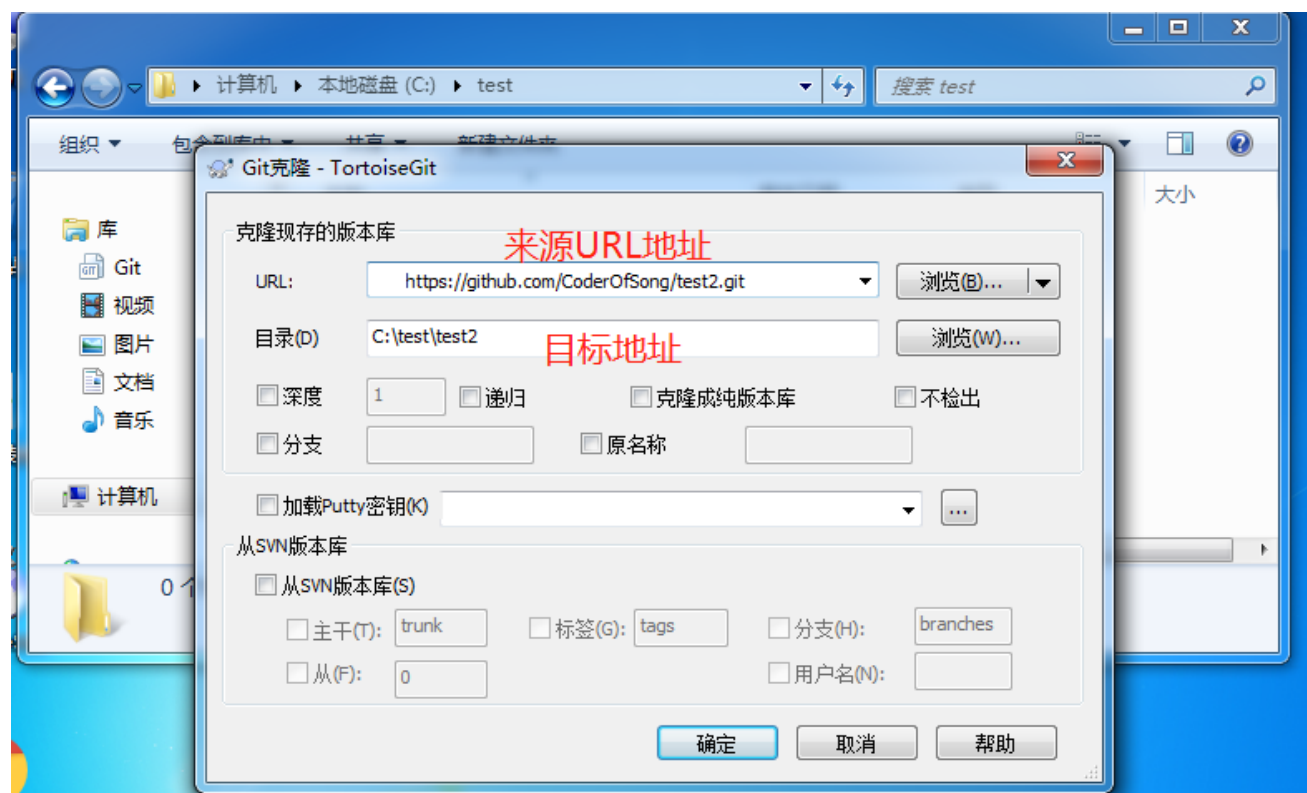 计算机 本地磁盘 (C:) test
搜索 test
组织
大小
库
Git
视频
图片
文档
音乐
计算机
0 个
Git克隆 - TortoiseGit
克隆现存的版本库
来源URL地址
URL: https://github.com/CoderOfSong/test2.git 浏览(B)...
目录(D) C:\test\test2 浏览(W)...
目标地址
深度 1 递归 克隆成纯版本库 不检出
分支 原名称
加载Putty密钥(K) ...
从SVN版本库
从SVN版本库(S)
主干(T): trunk 标签(G): tags 分支(H): branches
从(F): 0 用户名(N):
确定 取消 帮助